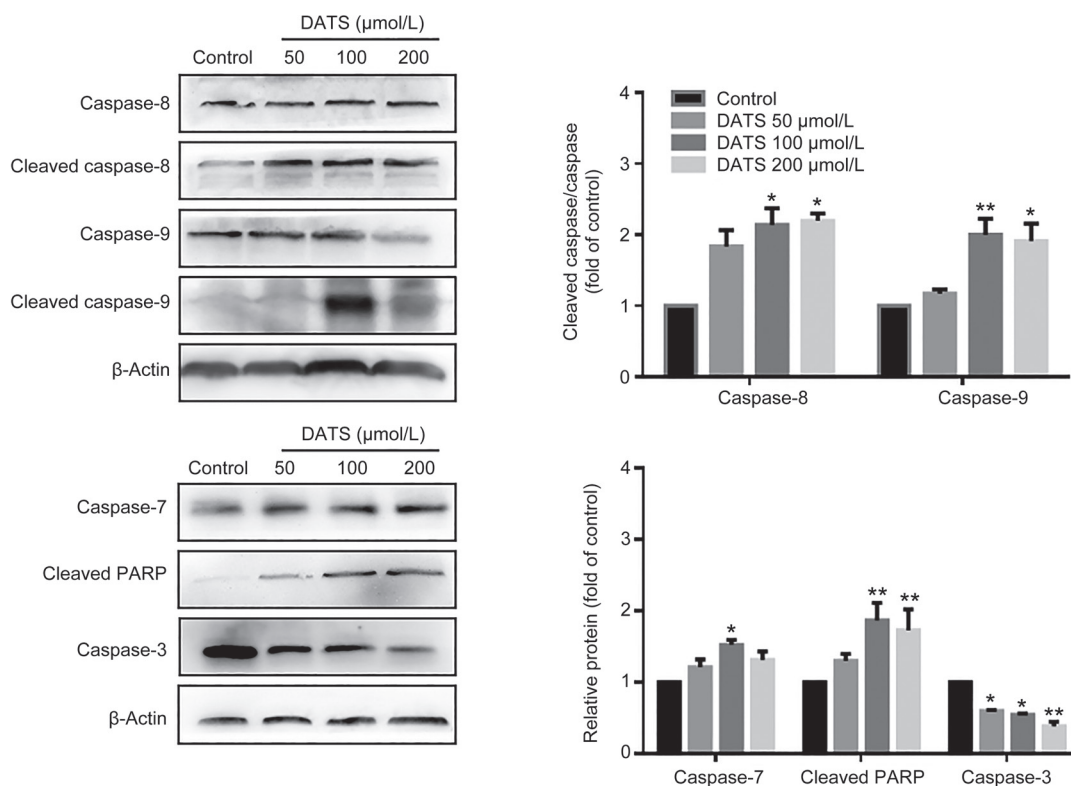 DATS (µmol/L)
Control 50 100 200
Caspase-8
Cleaved caspase-8
Caspase-9
Cleaved caspase-9
β-Actin
DATS (µmol/L)
Control 50 100 200
Caspase-7
Cleaved PARP
Caspase-3
β-Actin
Cleaved caspase/caspase
(fold of control)
4
3
2
1
0
Control
DATS 50 µmol/L
DATS 100 µmol/L
DATS 200 µmol/L
* * ** *
Caspase-8 Caspase-9
Relative protein (fold of control)
4
3
2
1
0
* ** ** * * **
Caspase-7 Cleaved PARP Caspase-3